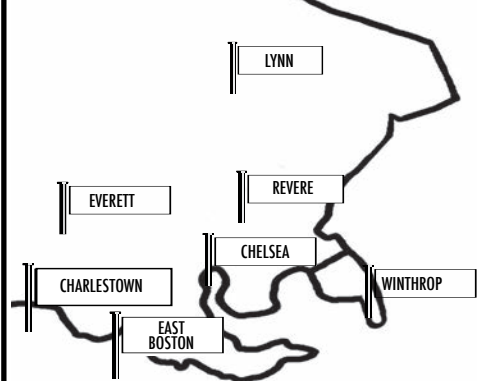 LYNN
REVERE
EVERETT
CHELSEA
CHARLESTOWN
WINTHROP
EAST
BOSTON